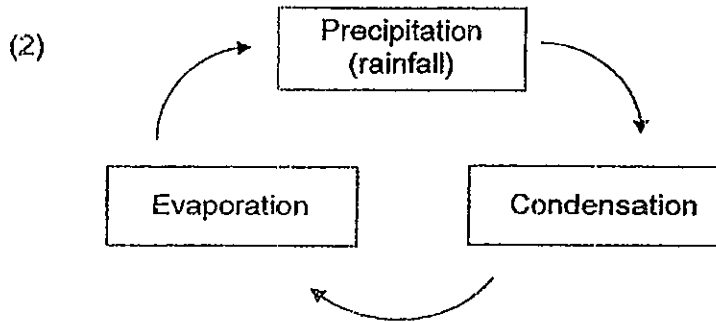 (2)
Precipitation
(rainfall)
Evaporation
Condensation